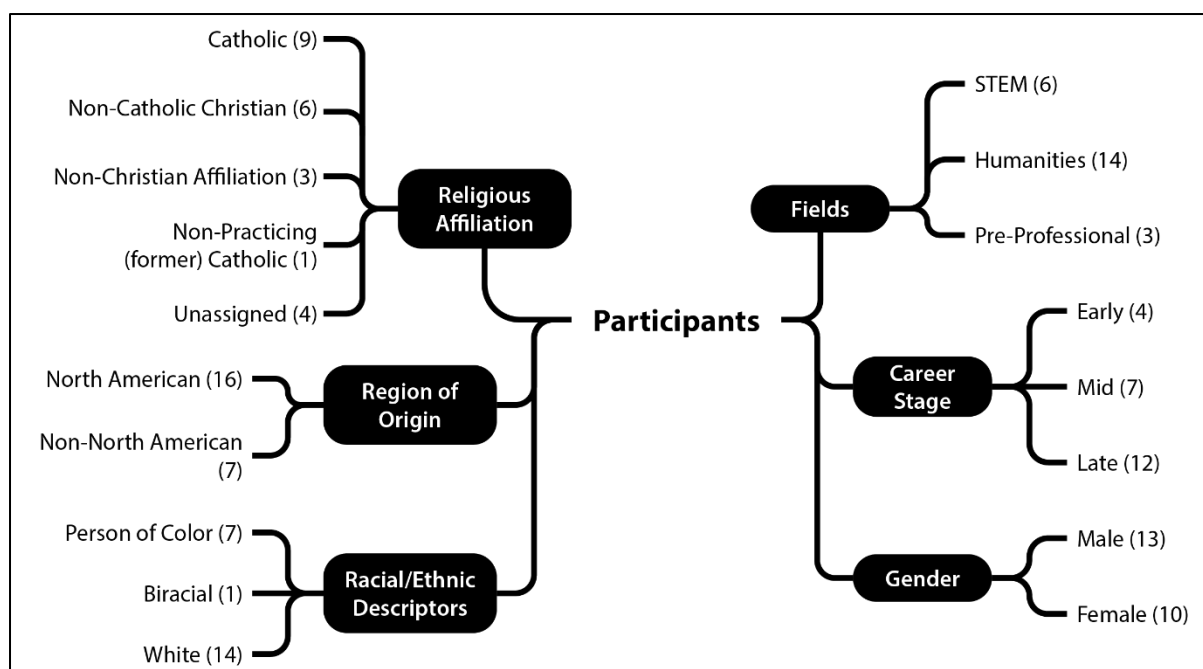 Catholic (9)
Non-Catholic Christian (6)
Non-Christian Affiliation (3)
Non-Practicing
(former) Catholic (1)
Unassigned (4)
Religious
Affiliation
North American (16)
Non-North American
(7)
Region of
Origin
Person of Color (7)
Biracial (1)
White (14)
Racial/Ethnic
Descriptors
Participants
Fields
STEM (6)
Humanities (14)
Pre-Professional (3)
Career
Stage
Early (4)
Mid (7)
Late (12)
Gender
Male (13)
Female (10)